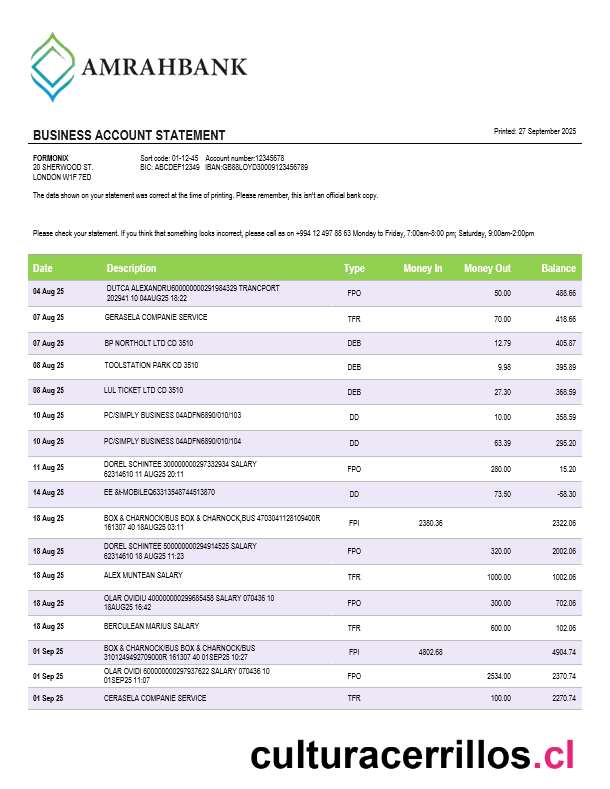 AMRAHBANK
BUSINESS ACCOUNT STATEMENT
Printed: 27 September 2025
FORMONIX Sort code: 01-12-45 Account number:12345678
20 SHERWOOD ST. BIC: ABCDEF12349 IBAN:GB88LOYD30009123456789
LONDON W1F 7ED
The data shown on your statement was correct at the time of printing. Please remember, this isn't an official bank copy.
Please check your statement. If you think that something looks incorrect, please call as on +994 12 497 88 63 Monday to Friday, 7:00am-8:00 pm; Saturday, 9:00am-2:00pm
Date Description Type Money In Money Out Balance
04 Aug 25 DUTCA ALEXANDRU600000000291984329 TRANCPORT
202941 10 04AUG25 18:22 FPO 50.00 488.66
07 Aug 25 GERASELA COMPANIE SERVICE TFR 70.00 418.66
07 Aug 25 BP NORTHOLT LTD CD 3510 DEB 12.79 405.87
08 Aug 25 TOOLSTATION PARK CD 3510 DEB 9.98 395.89
08 Aug 25 LUL TICKET LTD CD 3510 DEB 27.30 368.59
10 Aug 25 PC/SIMPLY BUSINESS 04ADFN6890/010/103 DD 10.00 358.59
10 Aug 25 PC/SIMPLY BUSINESS 04ADFN6890/010/104 DD 63.39 295.20
11 Aug 25 DOREL SCHINTEE 300000000297332934 SALARY
62314610 11 AUG25 20:11 FPO 280.00 15.20
14 Aug 25 EE &t-MOBILEQ63313548744513870 DD 73.50 -58.30
18 Aug 25 BOX & CHARNOCK/BUS BOX & CHARNOCK,BUS 4703041128109400R
161307 40 18AUG25 03:11 FPI 2380.36 2322.06
18 Aug 25 DOREL SCHINTEE 500000000294914525 SALARY
62314610 18 AUG25 11:23 FPO 320.00 2002.06
18 Aug 25 ALEX MUNTEAN SALARY TFR 1000.00 1002.06
18 Aug 25 OLAR OVIDIU 400000000299685458 SALARY 070436 10
18AUG25 16:42 FPO 300.00 702.06
18 Aug 25 BERCULEAN MARIUS SALARY TFR 600.00 102.06
01 Sep 25 BOX & CHARNOCK/BUS BOX & CHARNOCK/BUS
3101249452709000R 161307 40 01SEP25 10:27 FPI 4802.68 4904.74
01 Sep 25 OLAR OVIDI 600000000297937622 SALARY 070436 10
01SEP25 11:07 FPO 2534.00 2370.74
01 Sep 25 CERASELA COMPANIE SERVICE TFR 100.00 2270.74
culturacerrillos.cl